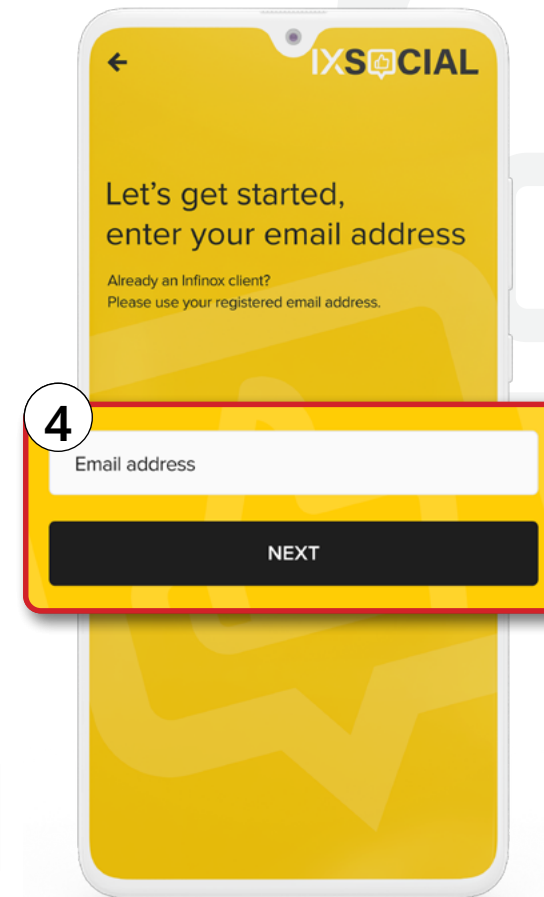 IXSOCIAL
Let's get started,
enter your email address
Already an Infinox client?
Please use your registered email address.
4
Email address
NEXT